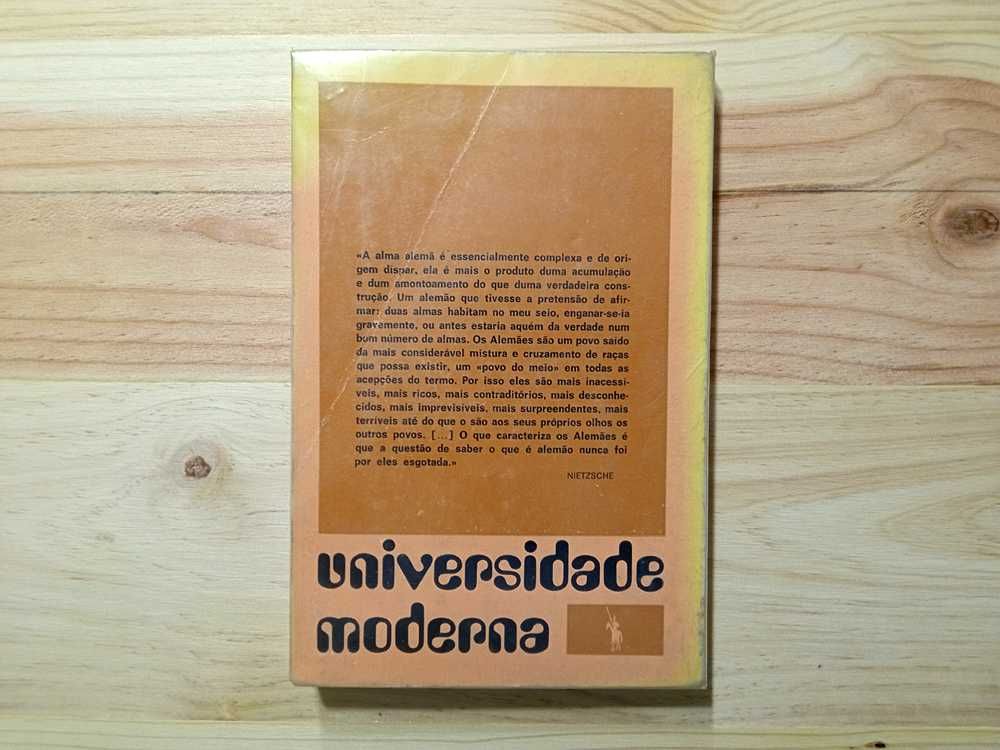 «A alma alemã é essencialmente complexa e de ori-
gem dispar, ela é mais o produto duma acumulação
e dum amontoamento do que duma verdadeira cons-
trução. Um alemão que tivesse a pretensão de afir-
mar: duas almas habitam no meu seio, enganar-se-ia
gravemente, ou antes estaria aquém da verdade num
bom número de almas. Os Alemães são um povo saído
da mais considerável mistura e cruzamento de raças
que possa existir, um «povo do meio» em todas as
acepções do termo. Por isso eles são mais inacessí-
veis, mais ricos, mais contraditórios, mais desconhe-
cidos, mais imprevisíveis, mais surpreendentes, mais
terríveis até do que o são aos seus próprios olhos os
outros povos. [...] O que caracteriza os Alemães é
que a questão de saber o que é alemão nunca foi
por eles esgotada.»
NIETZSCHE
universidade
moderna